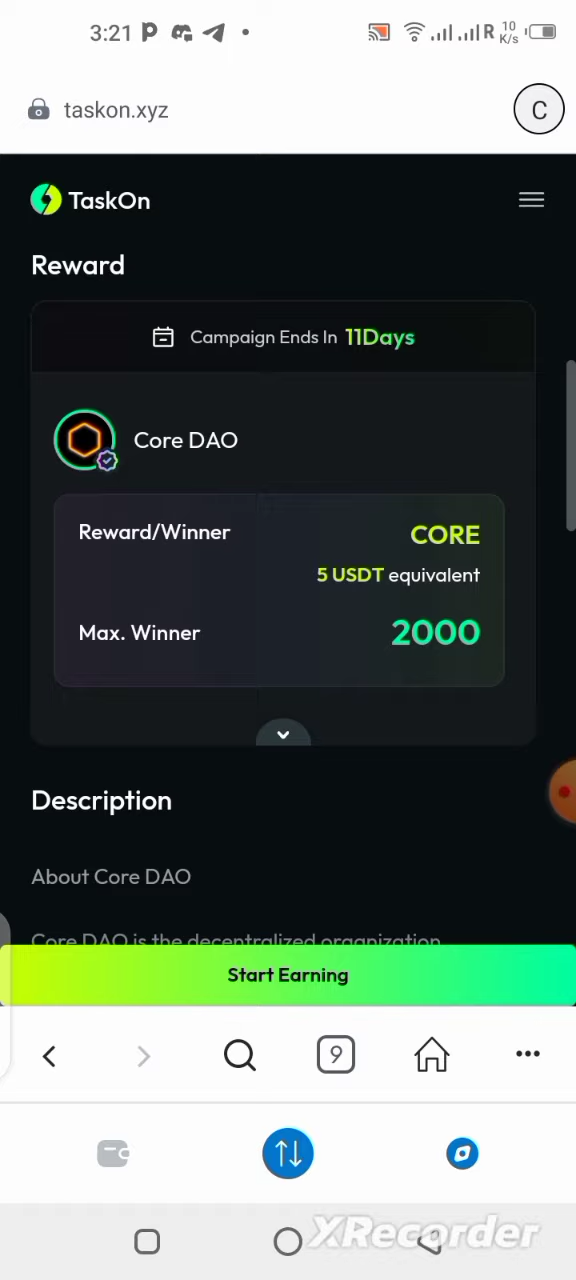 3:21
R 10 K/s
taskon.xyz
C
TaskOn
Reward
Campaign Ends In 11Days
Core DAO
Reward/Winner CORE
5 USDT equivalent
Max. Winner 2000
Description
About Core DAO
Core DAO is the decentralized organization
Start Earning
9
XRecorder